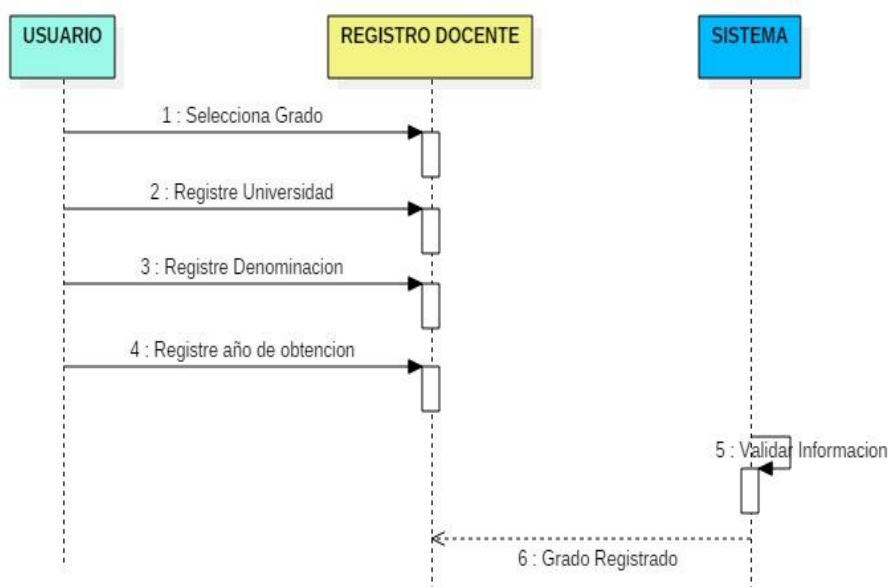 USUARIO
REGISTRO DOCENTE
SISTEMA
1 : Selecciona Grado
2 : Registre Universidad
3 : Registre Denominacion
4 : Registre año de obtencion
5 : Validar Informacion
6 : Grado Registrado